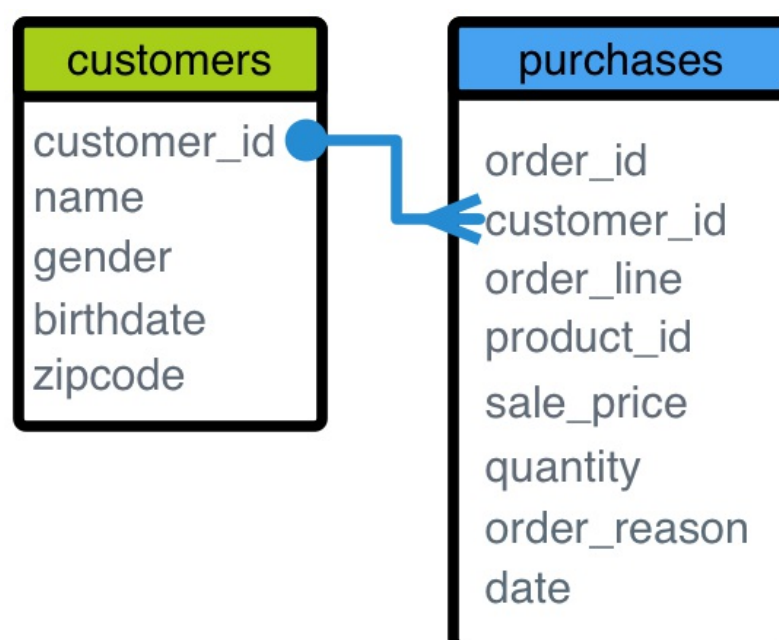 customers
customer_id
name
gender
birthdate
zipcode
purchases
order_id
customer_id
order_line
product_id
sale_price
quantity
order_reason
date